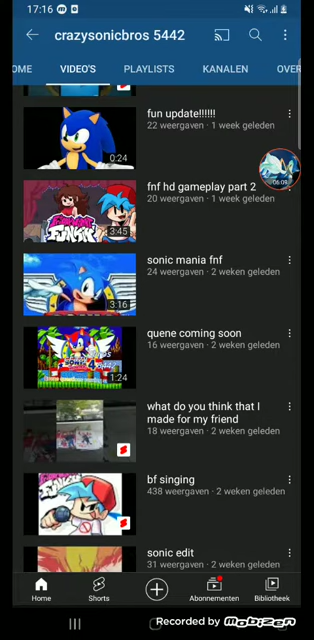 17:16
crazysonicbros 5442
OME VIDEO'S PLAYLISTS KANALEN OVER
fun update!!!!!!
22 weergaven · 1 week geleden
0:24
06:09
fnf hd gameplay part 2
20 weergaven · 1 week geleden
3:45
sonic mania fnf
24 weergaven · 2 weken geleden
3:16
quene coming soon
16 weergaven · 2 weken geleden
1:24
what do you think that I
made for my friend
18 weergaven · 2 weken geleden
bf singing
438 weergaven · 2 weken geleden
sonic edit
31 weergaven · 2 weken geleden
Home Shorts Abonnementen Bibliotheek
Recorded by Mobizen